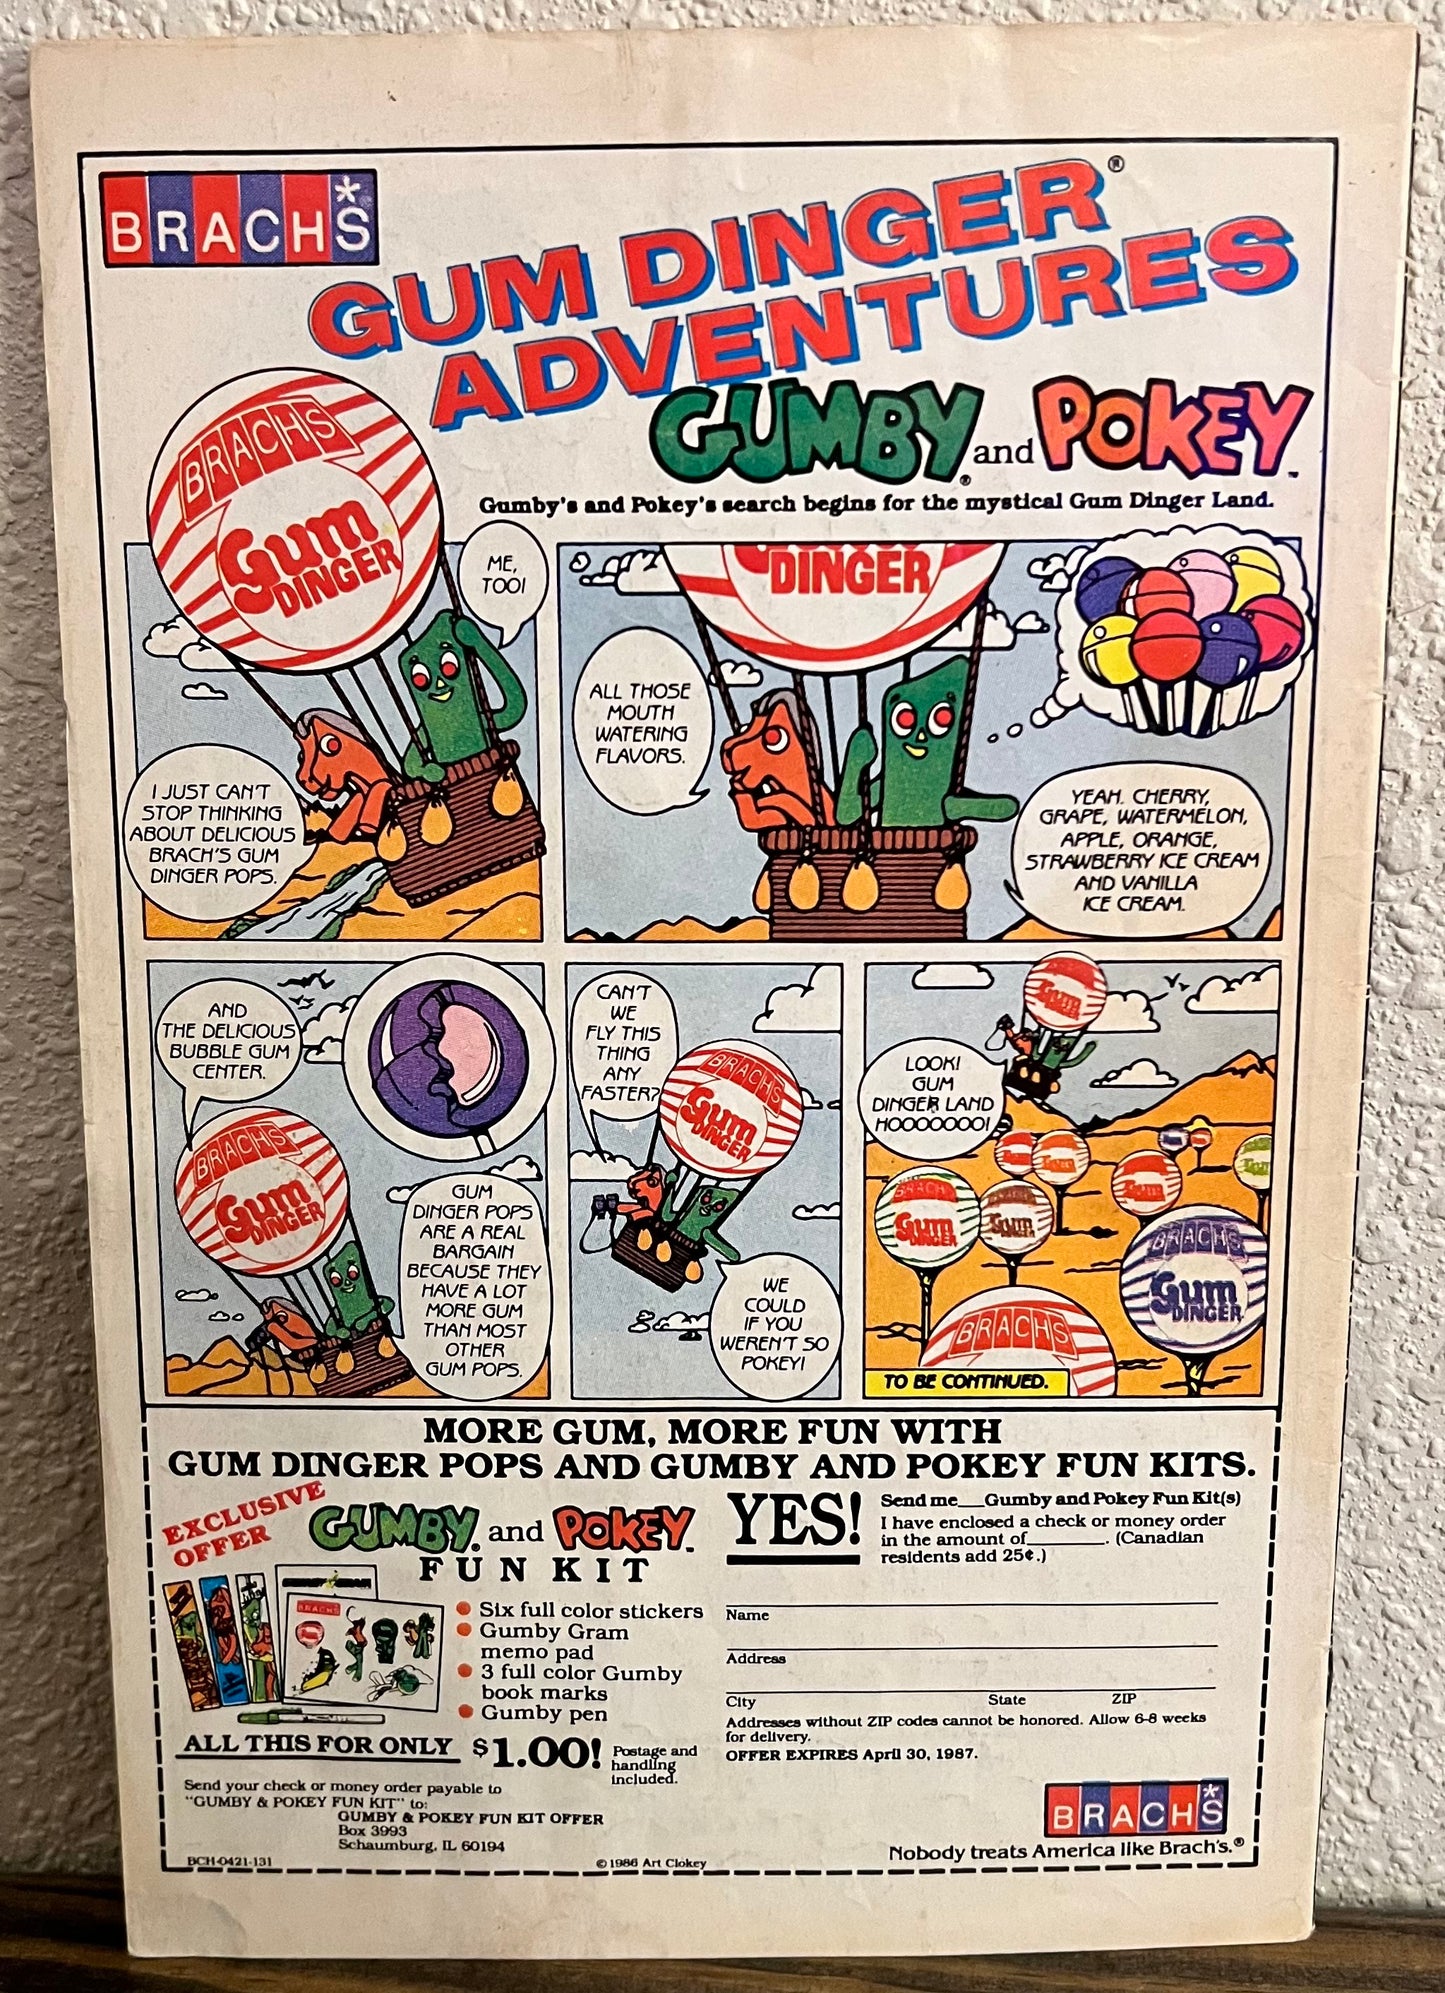 BRACH'S
GUM DINGER®
ADVENTURES
GUMBY® and POKEY™
Gumby's and Pokey's search begins for the mystical Gum Dinger Land.
BRACHS
Gum
DINGER
ME,
TOO!
I JUST CAN'T
STOP THINKING
ABOUT DELICIOUS
BRACH'S GUM
DINGER POPS.
DINGER
ALL THOSE
MOUTH
WATERING
FLAVORS.
YEAH. CHERRY,
GRAPE, WATERMELON,
APPLE, ORANGE,
STRAWBERRY ICE CREAM
AND VANILLA
ICE CREAM.
AND
THE DELICIOUS
BUBBLE GUM
CENTER.
BRACHS
Gum
DINGER
GUM
DINGER POPS
ARE A REAL
BARGAIN
BECAUSE THEY
HAVE A LOT
MORE GUM
THAN MOST
OTHER
GUM POPS.
CAN'T
WE
FLY THIS
THING
ANY
FASTER?
BRACHS
Gum
DINGER
WE
COULD
IF YOU
WEREN'T SO
POKEY!
LOOK!
GUM
DINGER LAND
HOOOOOOO!
BRACHS
Gum
DINGER
BRACHS
Gum
DINGER
BRACHS
TO BE CONTINUED.
MORE GUM, MORE FUN WITH
GUM DINGER POPS AND GUMBY AND POKEY FUN KITS.
EXCLUSIVE
OFFER
GUMBY® and POKEY™
FUN KIT
Six full color stickers
Gumby Gram
memo pad
3 full color Gumby
book marks
Gumby pen
ALL THIS FOR ONLY $1.00! Postage and
handling
included.
Send your check or money order payable to
"GUMBY & POKEY FUN KIT" to:
GUMBY & POKEY FUN KIT OFFER
Box 3993
Schaumburg, IL 60194
BCH-0421-131
© 1986 Art Clokey
YES!
Send me___Gumby and Pokey Fun Kit(s)
I have enclosed a check or money order
in the amount of________. (Canadian
residents add 25¢.)
Name
Address
City State ZIP
Addresses without ZIP codes cannot be honored. Allow 6-8 weeks
for delivery.
OFFER EXPIRES April 30, 1987.
BRACH'S
Nobody treats America like Brach's.®